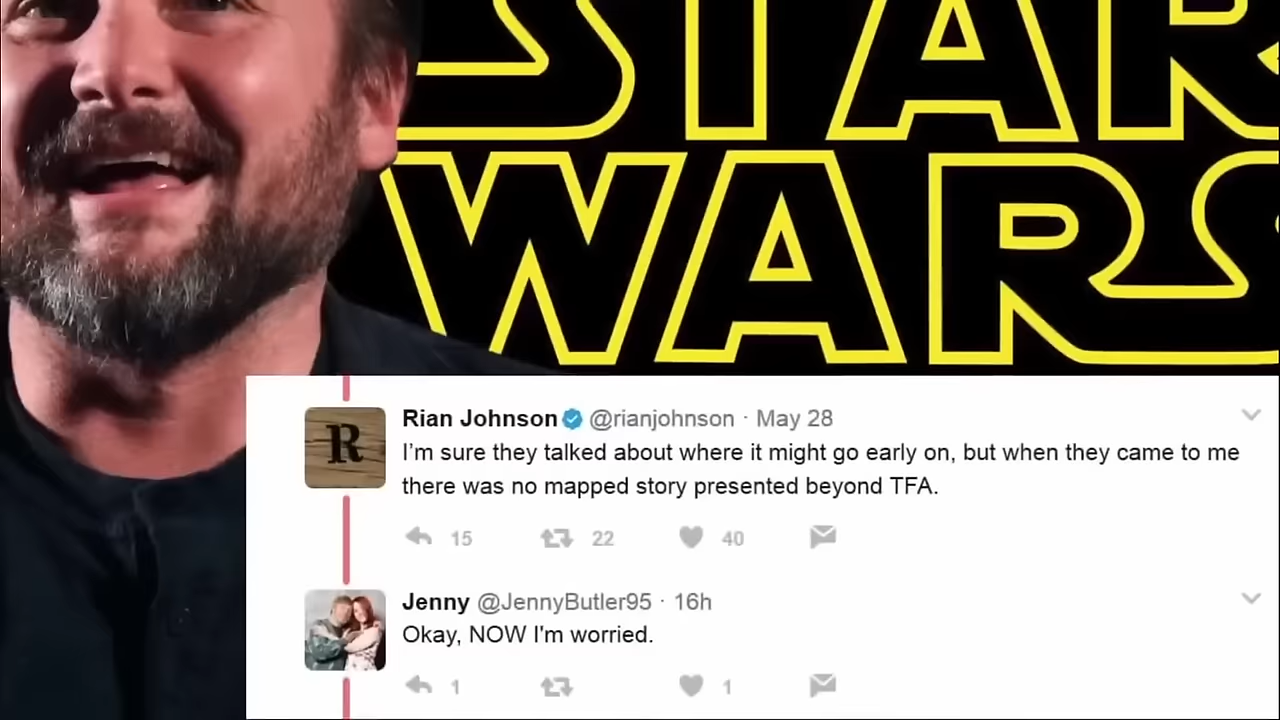 STAR
WARS
R
Rian Johnson @rianjohnson · May 28
I'm sure they talked about where it might go early on, but when they came to me
there was no mapped story presented beyond TFA.
15 22 40
Jenny @JennyButler95 · 16h
Okay, NOW I'm worried.
1 1